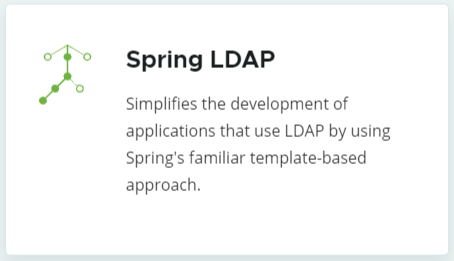 Spring LDAP
Simplifies the development of
applications that use LDAP by using
Spring's familiar template-based
approach.